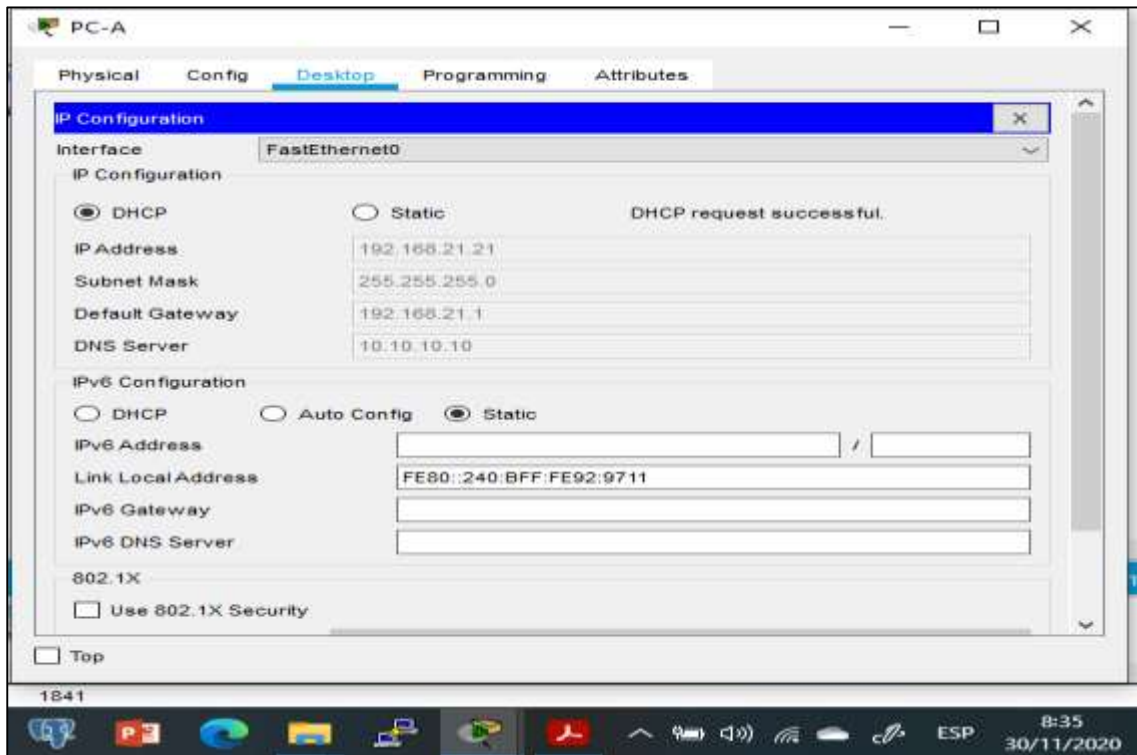 PC-A
Physical Config Desktop Programming Attributes
IP Configuration
Interface FastEthernet0
IP Configuration
DHCP Static DHCP request successful.
IP Address 192.168.21.21
Subnet Mask 255.255.255.0
Default Gateway 192.168.21.1
DNS Server 10.10.10.10
IPv6 Configuration
DHCP Auto Config Static
IPv6 Address /
Link Local Address FE80::240:BFF:FE92:9711
IPv6 Gateway
IPv6 DNS Server
802.1X
Use 802.1X Security
Top
1841
ESP 8:35
30/11/2020